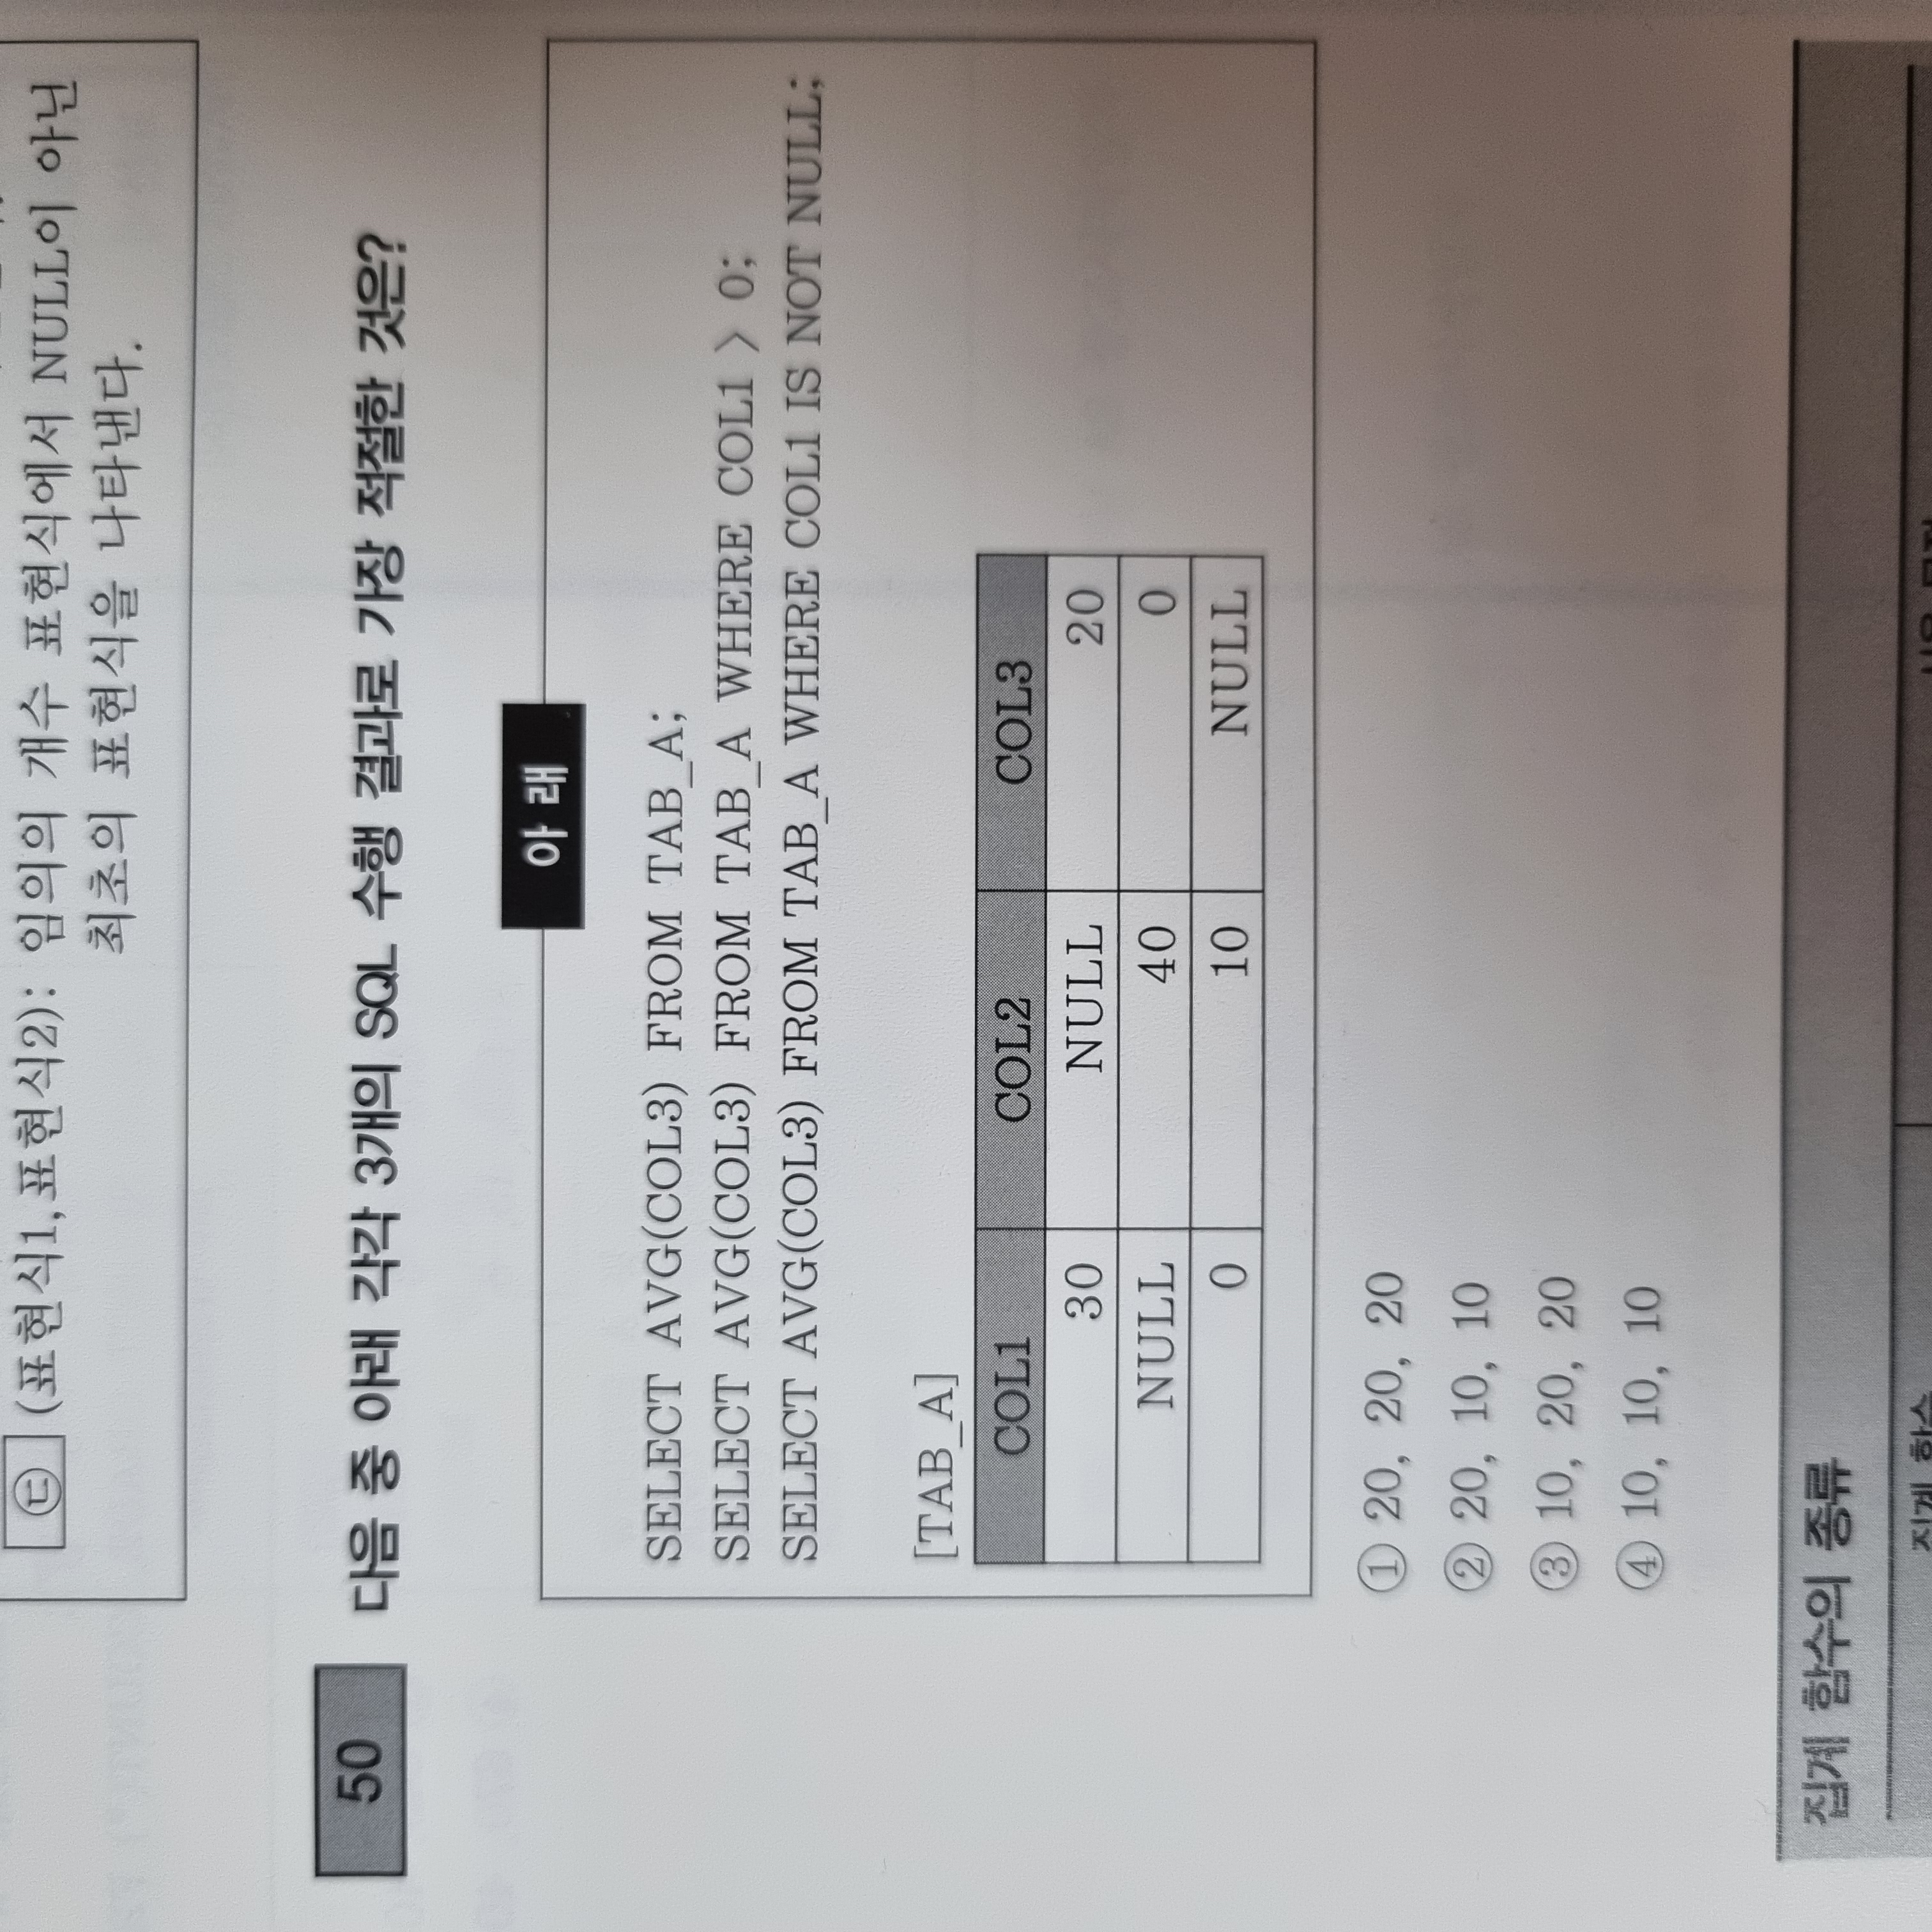 ㉢ (표현식1,표현식2): 임의의 개수 표현식에서 NULL이 아닌
최초의 표현식을 나타낸다.
50 다음 중 아래 각각 3개의 SQL 수행 결과로 가장 적절한 것은?
아 래
SELECT AVG(COL3) FROM TAB_A;
SELECT AVG(COL3) FROM TAB_A WHERE COL1 > 0;
SELECT AVG(COL3) FROM TAB_A WHERE COL1 IS NOT NULL;
[TAB_A]
COL1 COL2 COL3
30 NULL 20
NULL 40 0
0 10 NULL
① 20, 20, 20
② 20, 10, 10
③ 10, 20, 20
④ 10, 10, 10
집계 함수의 종류
집계 함수